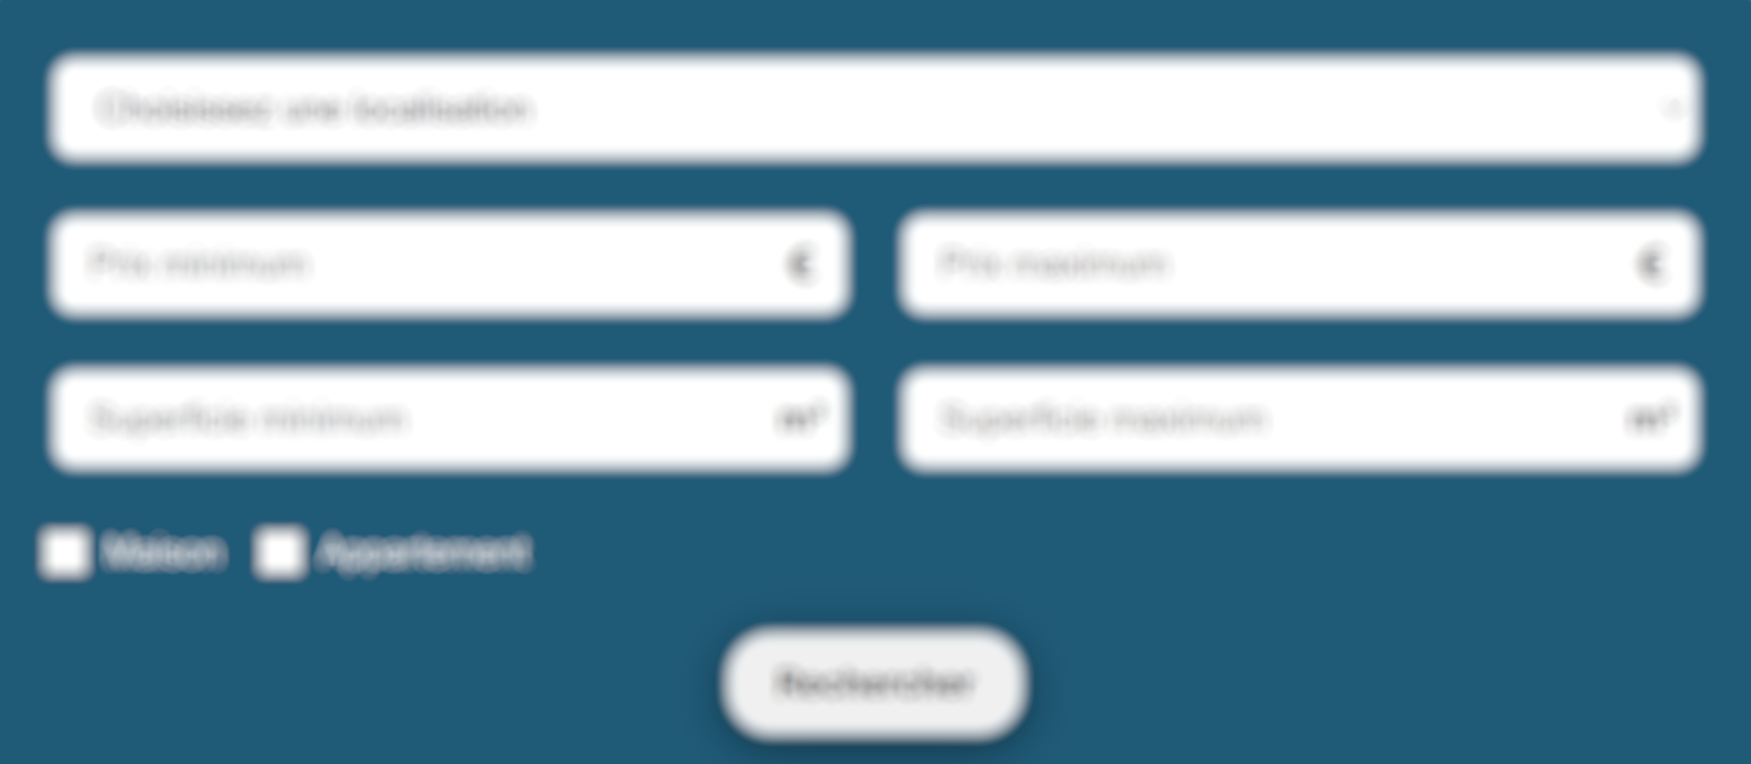 Choisissez une localisation
Prix minimum €
Prix maximum €
Superficie minimum m²
Superficie maximum m²
Maison Appartement
Rechercher